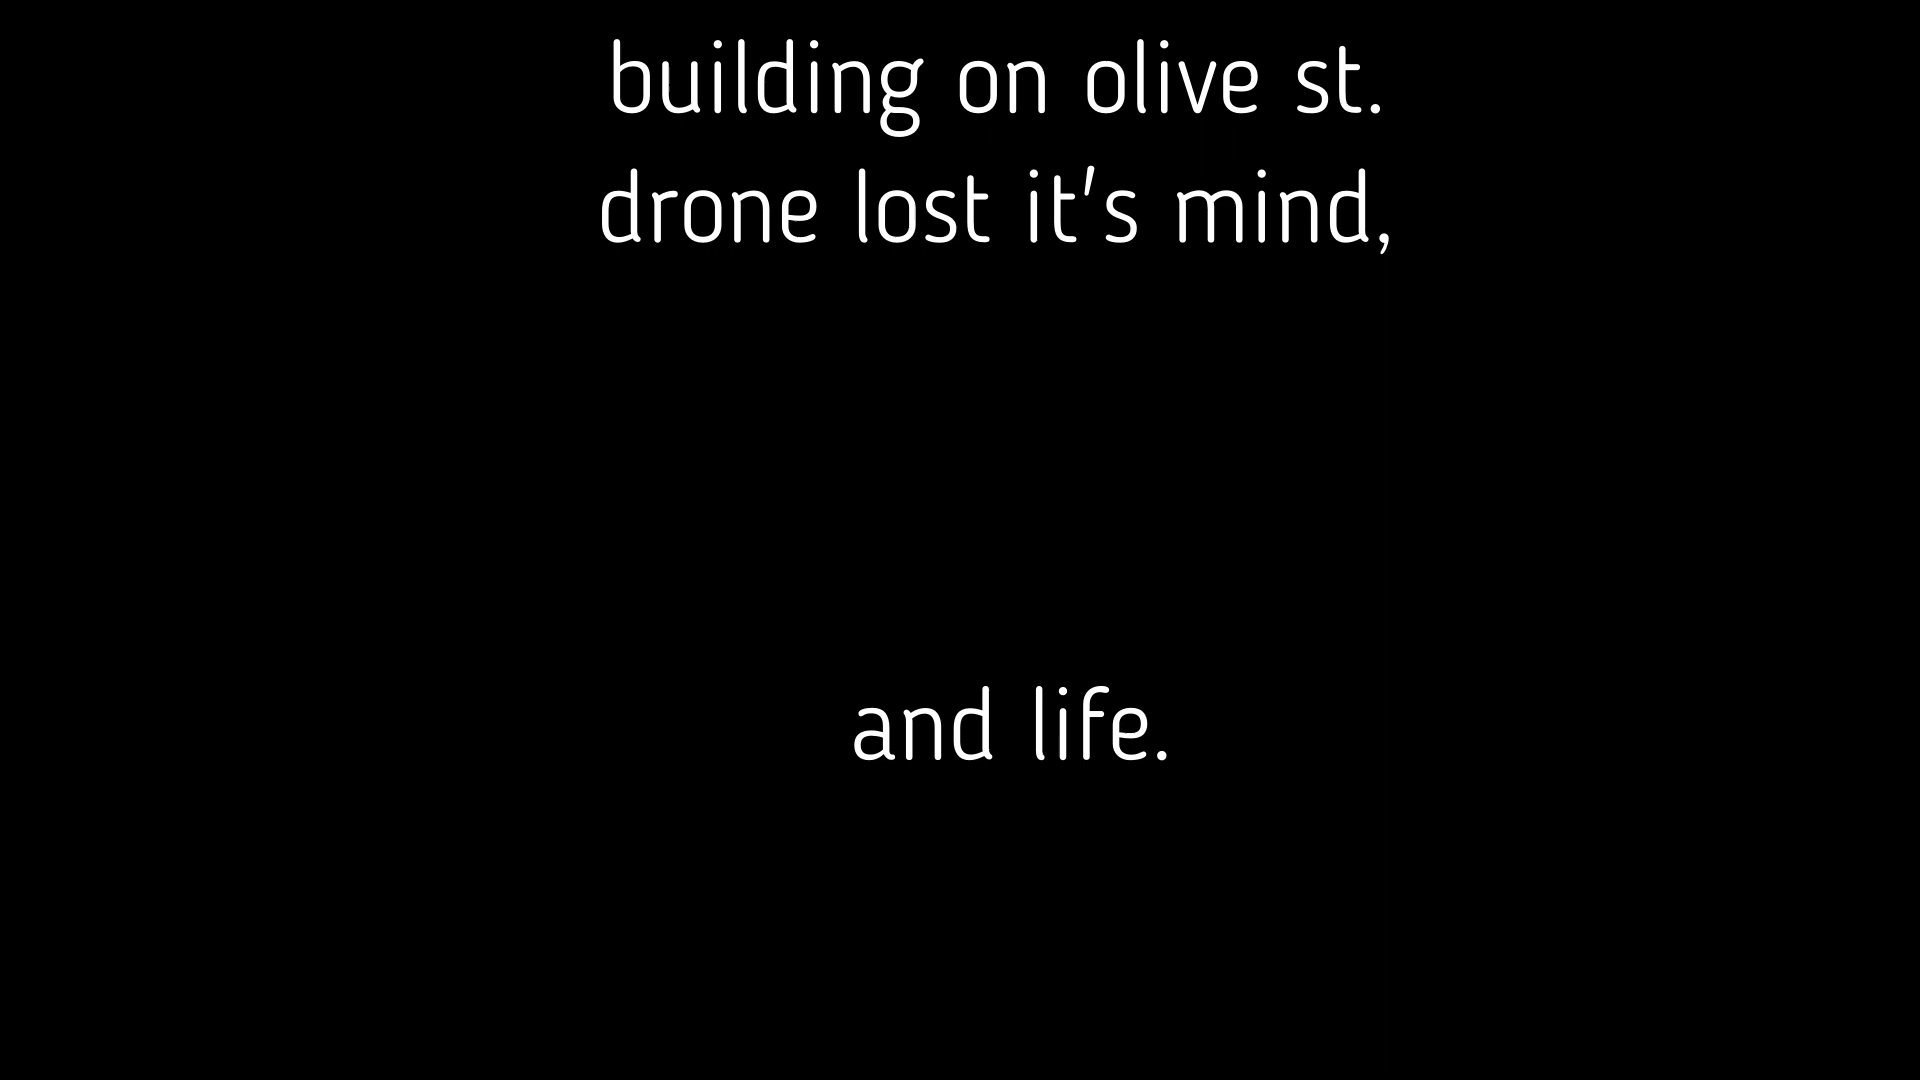 building on olive st.
drone lost it's mind,
and life.